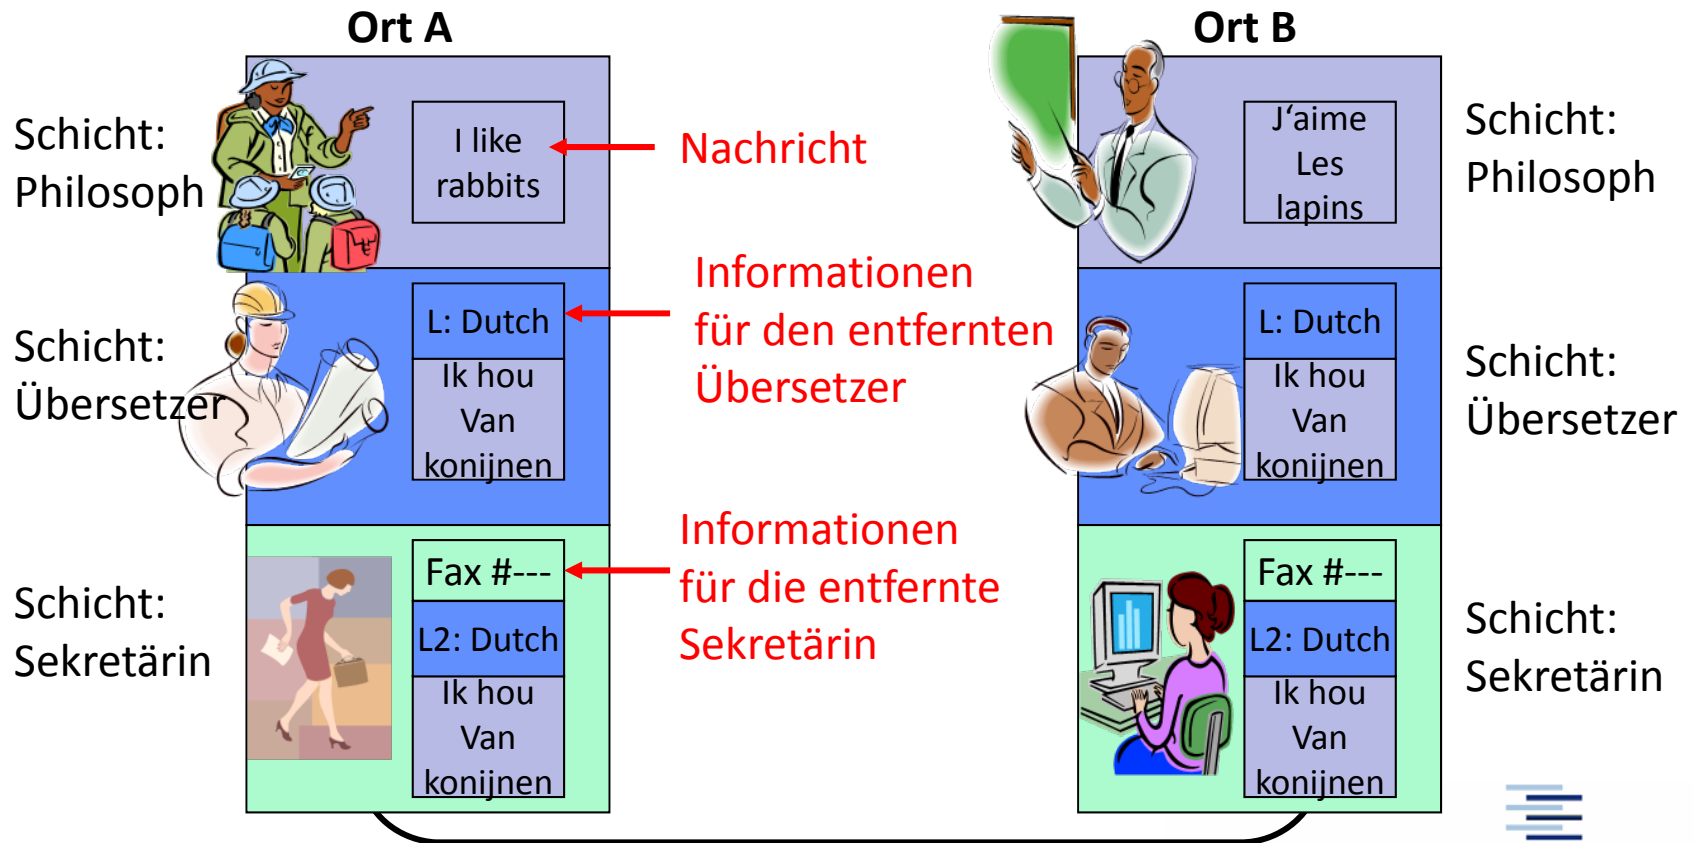 Ort A
Schicht:
Philosoph
I like
rabbits
Schicht:
Übersetzer
L: Dutch
Ik hou
Van
konijnen
Schicht:
Sekretärin
Fax #---
L2: Dutch
Ik hou
Van
konijnen
Nachricht
Informationen
für den entfernten
Übersetzer
Informationen
für die entfernte
Sekretärin
Ort B
J‘aime
Les
lapins
Schicht:
Philosoph
L: Dutch
Ik hou
Van
konijnen
Schicht:
Übersetzer
Fax #---
L2: Dutch
Ik hou
Van
konijnen
Schicht:
Sekretärin